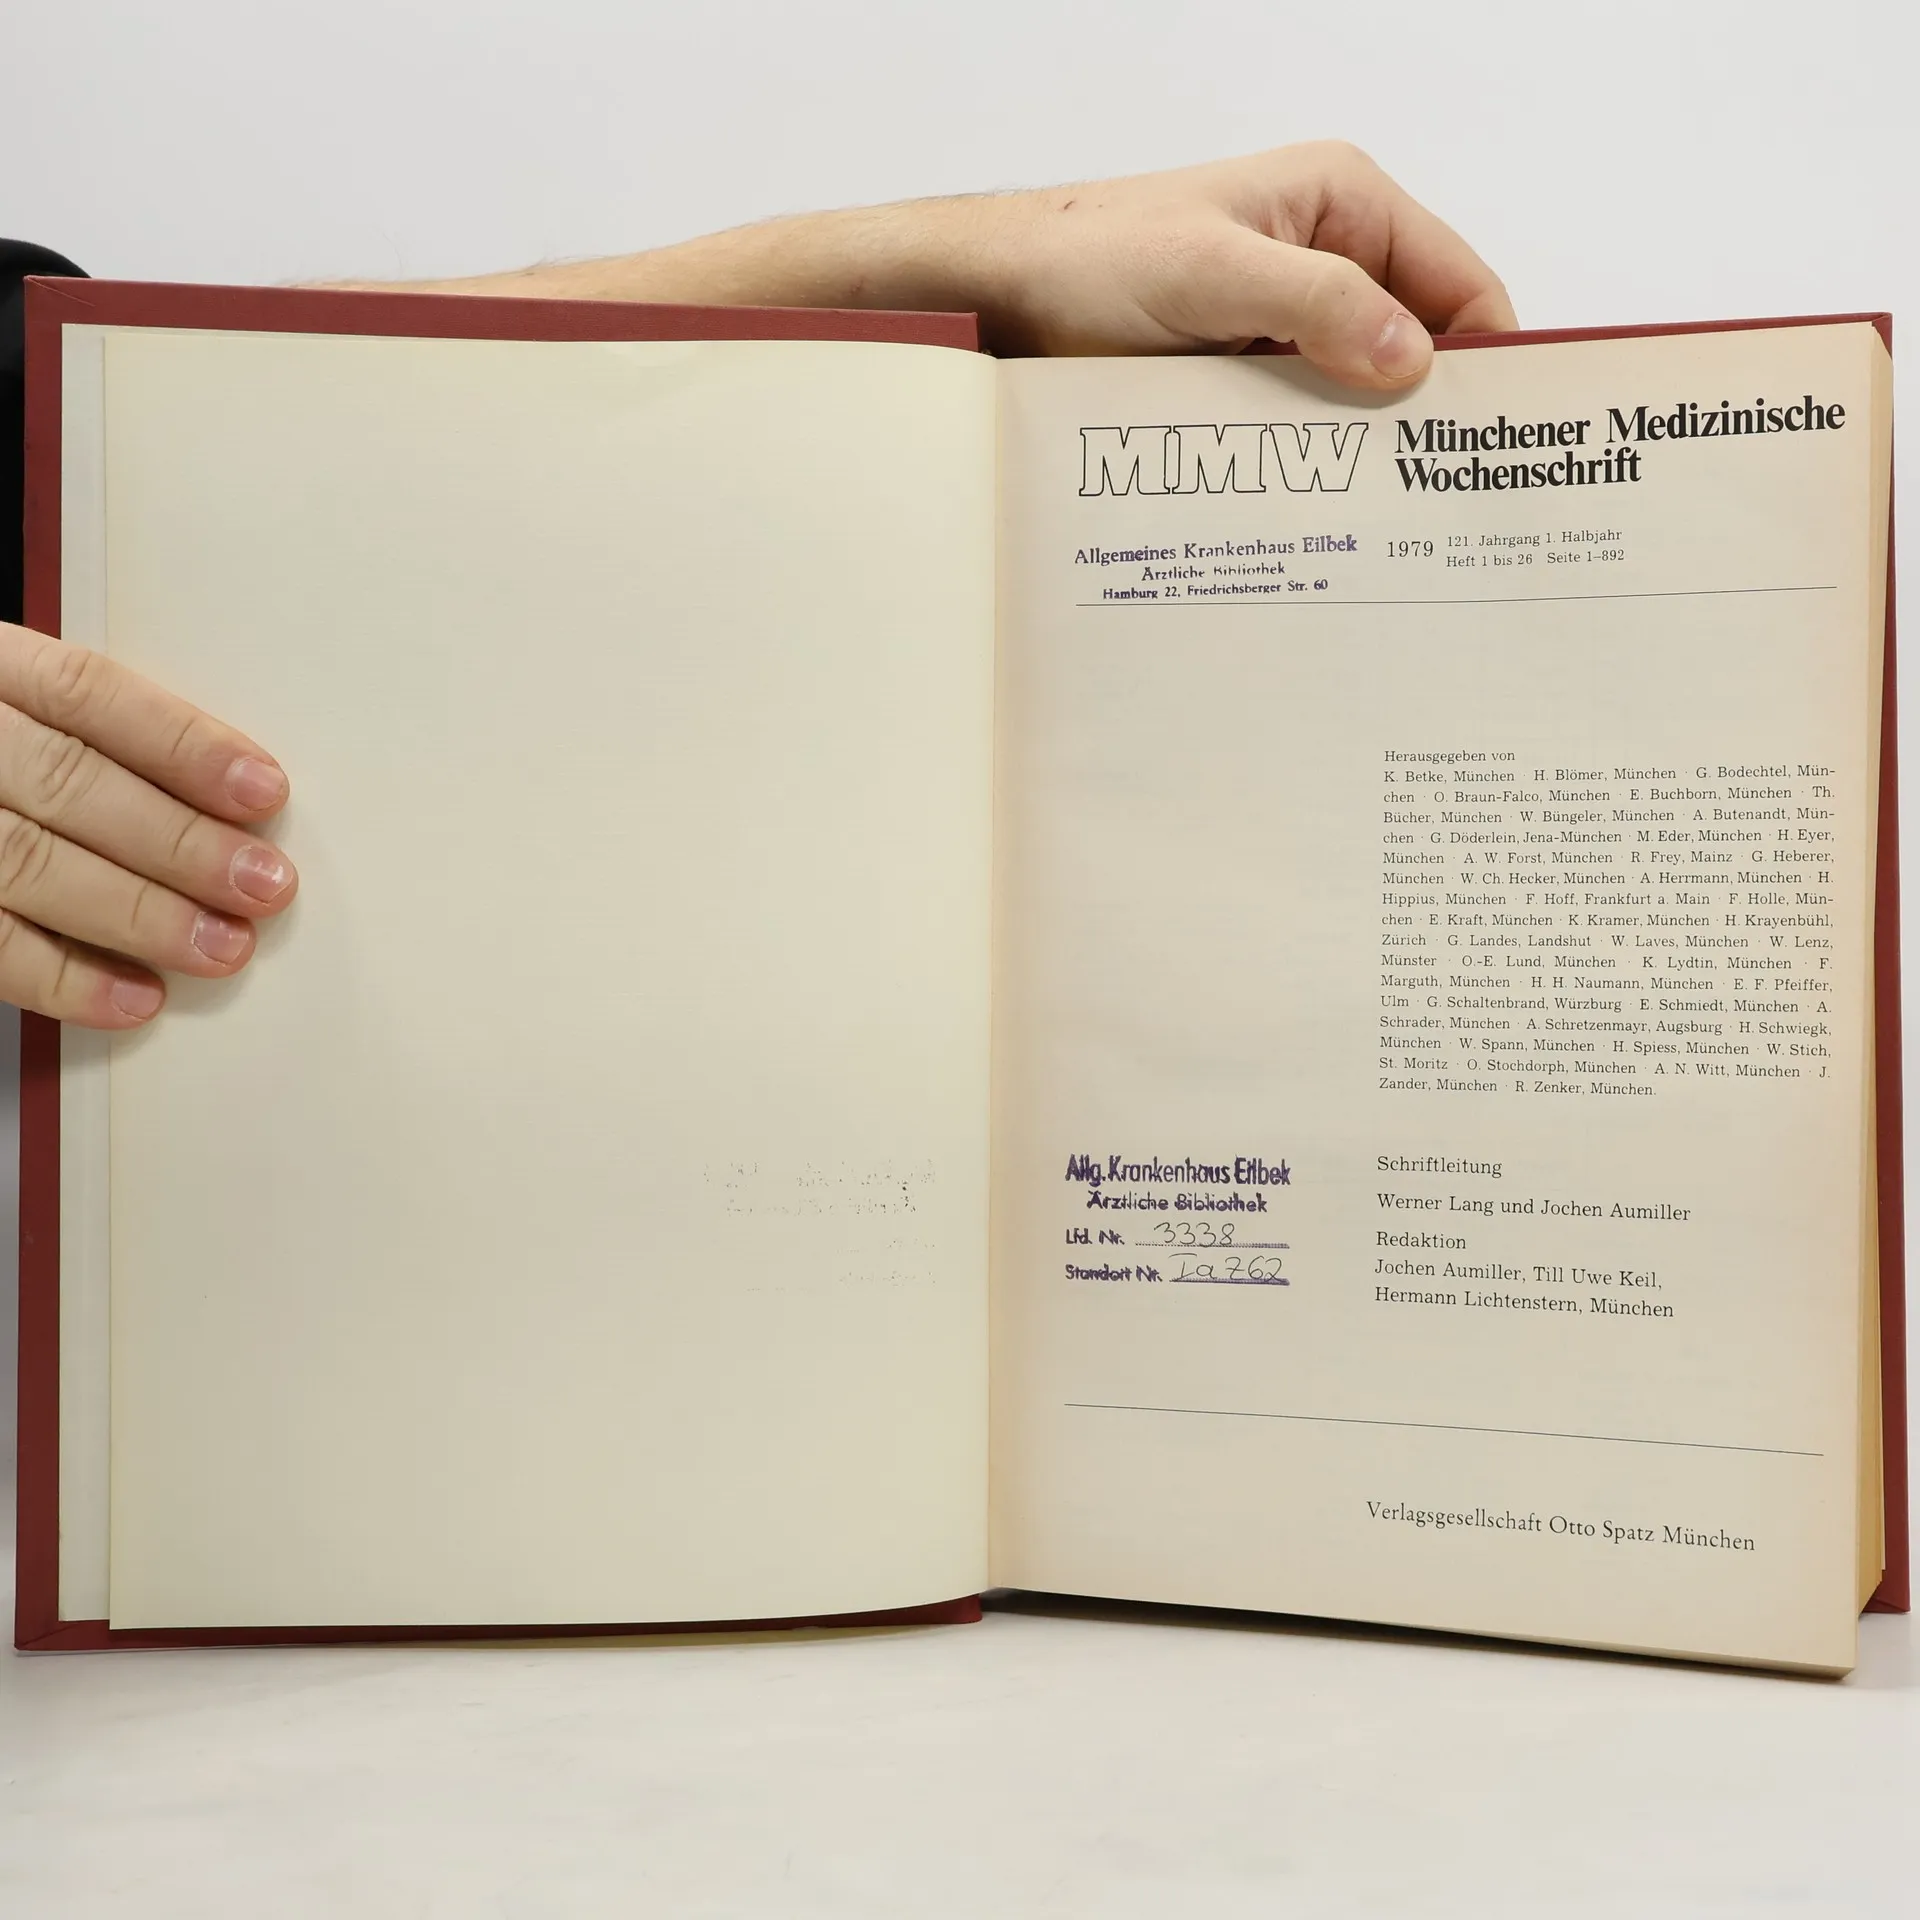 MMW Münchener Medizinische
Wochenschrift
Allgemeines Krankenhaus Eilbek
Ärztliche Bibliothek
Hamburg 22, Friedrichsberger Str. 60
1979 121. Jahrgang 1. Halbjahr
Heft 1 bis 26 Seite 1-892
Herausgegeben von
K. Betke, München · H. Blömer, München · G. Bodechtel, Mün-
chen · O. Braun-Falco, München · E. Buchborn, München · Th.
Bücher, München · W. Büngeler, München · A. Butenandt, Mün-
chen · G. Döderlein, Jena-München · M. Eder, München · H. Eyer,
München · A. W. Forst, München · R. Frey, Mainz · G. Heberer,
München · W. Ch. Hecker, München · A. Herrmann, München · H.
Hippius, München · F. Hoff, Frankfurt a. Main · F. Holle, Mün-
chen · E. Kraft, München · K. Kramer, München · H. Krayenbühl,
Zürich · G. Landes, Landshut · W. Laves, München · W. Lenz,
Münster · O.-E. Lund, München · K. Lydtin, München · F.
Marguth, München · H. H. Naumann, München · E. F. Pfeiffer,
Ulm · G. Schaltenbrand, Würzburg · E. Schmiedt, München · A.
Schrader, München · A. Schretzenmayr, Augsburg · H. Schwiegk,
München · W. Spann, München · H. Spiess, München · W. Stich,
St. Moritz · O. Stochdorph, München · A. N. Witt, München · J.
Zander, München · R. Zenker, München.
Allg. Krankenhaus Eilbek
Ärztliche Bibliothek
Lfd. Nr. 3338
Standort Nr. Ia Z62
Schriftleitung
Werner Lang und Jochen Aumiller
Redaktion
Jochen Aumiller, Till Uwe Keil,
Hermann Lichtenstern, München
Verlagsgesellschaft Otto Spatz München